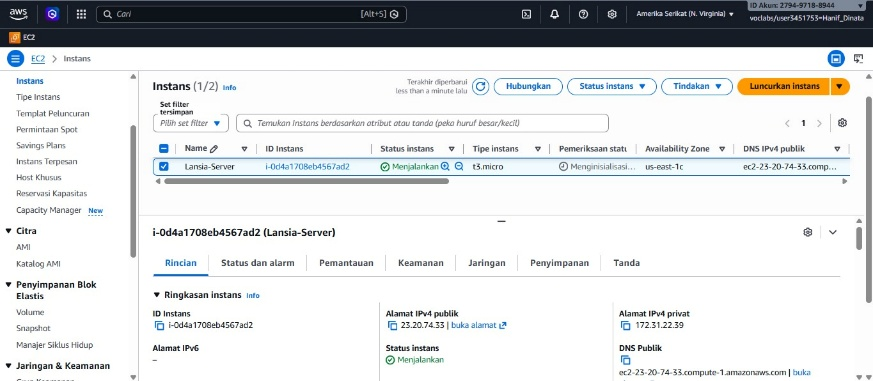 aws
Cari
[Alt+S]
Amerika Serikat (N. Virginia)
ID Akun: 2794-9718-8944
voclabs/user3451753=Hanif_Dinata
EC2
EC2 > Instans
Instans
Tipe Instans
Templat Peluncuran
Permintaan Spot
Savings Plans
Instans Terpesan
Host Khusus
Reservasi Kapasitas
Capacity Manager New
Citra
AMI
Katalog AMI
Penyimpanan Blok
Elastis
Volume
Snapshot
Manajer Siklus Hidup
Jaringan & Keamanan
Instans (1/2) Info
Terakhir diperbarui
less than a minute lalu
Hubungkan
Status instans
Tindakan
Luncurkan instans
Set filter
tersimpan
Pilih set filter
Temukan Instans berdasarkan atribut atau tanda (peka huruf besar/kecil)
1
Name ID Instans Status instans Tipe instans Pemeriksaan statu Availability Zone DNS IPv4 publik
Lansia-Server i-0d4a1708eb4567ad2 Menjalankan t3.micro Menginisialisasi... us-east-1c ec2-23-20-74-33.comp...
i-0d4a1708eb4567ad2 (Lansia-Server)
Rincian Status dan alarm Pemantauan Keamanan Jaringan Penyimpanan Tanda
Ringkasan instans Info
ID Instans
i-0d4a1708eb4567ad2
Alamat IPv4 publik
23.20.74.33 | buka alamat
Alamat IPv4 privat
172.31.22.39
Alamat IPv6
–
Status instans
Menjalankan
DNS Publik
ec2-23-20-74-33.compute-1.amazonaws.com | buka